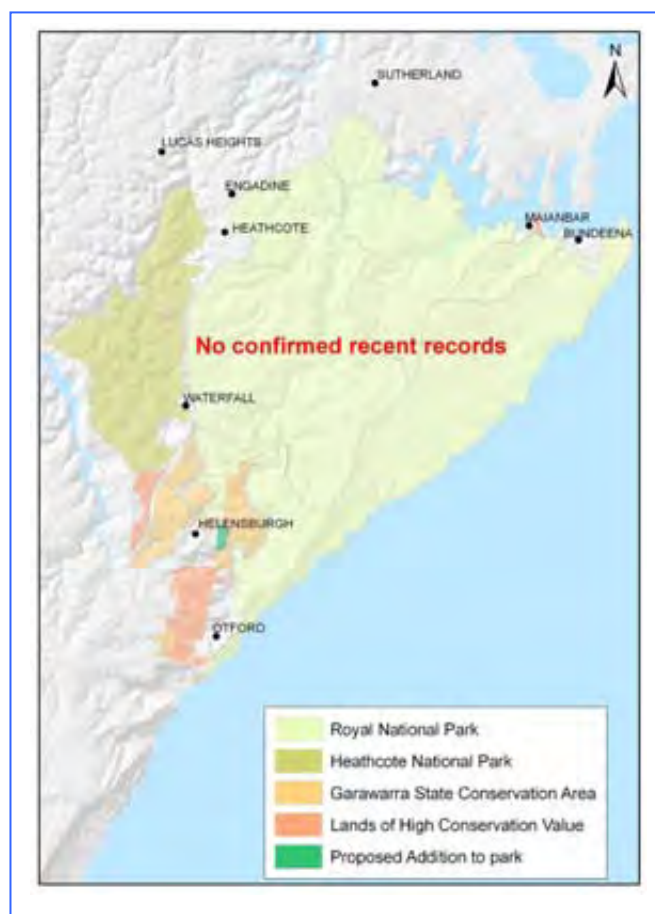 N
SUTHERLAND
LUCAS HEIGHTS
ENGADINE
HEATHCOTE
MAIANBAR
BUNDEENA
No confirmed recent records
WATERFALL
HELENSBURGH
OTFORD
Royal National Park
Heathcote National Park
Garawarra State Conservation Area
Lands of High Conservation Value
Proposed Addition to park